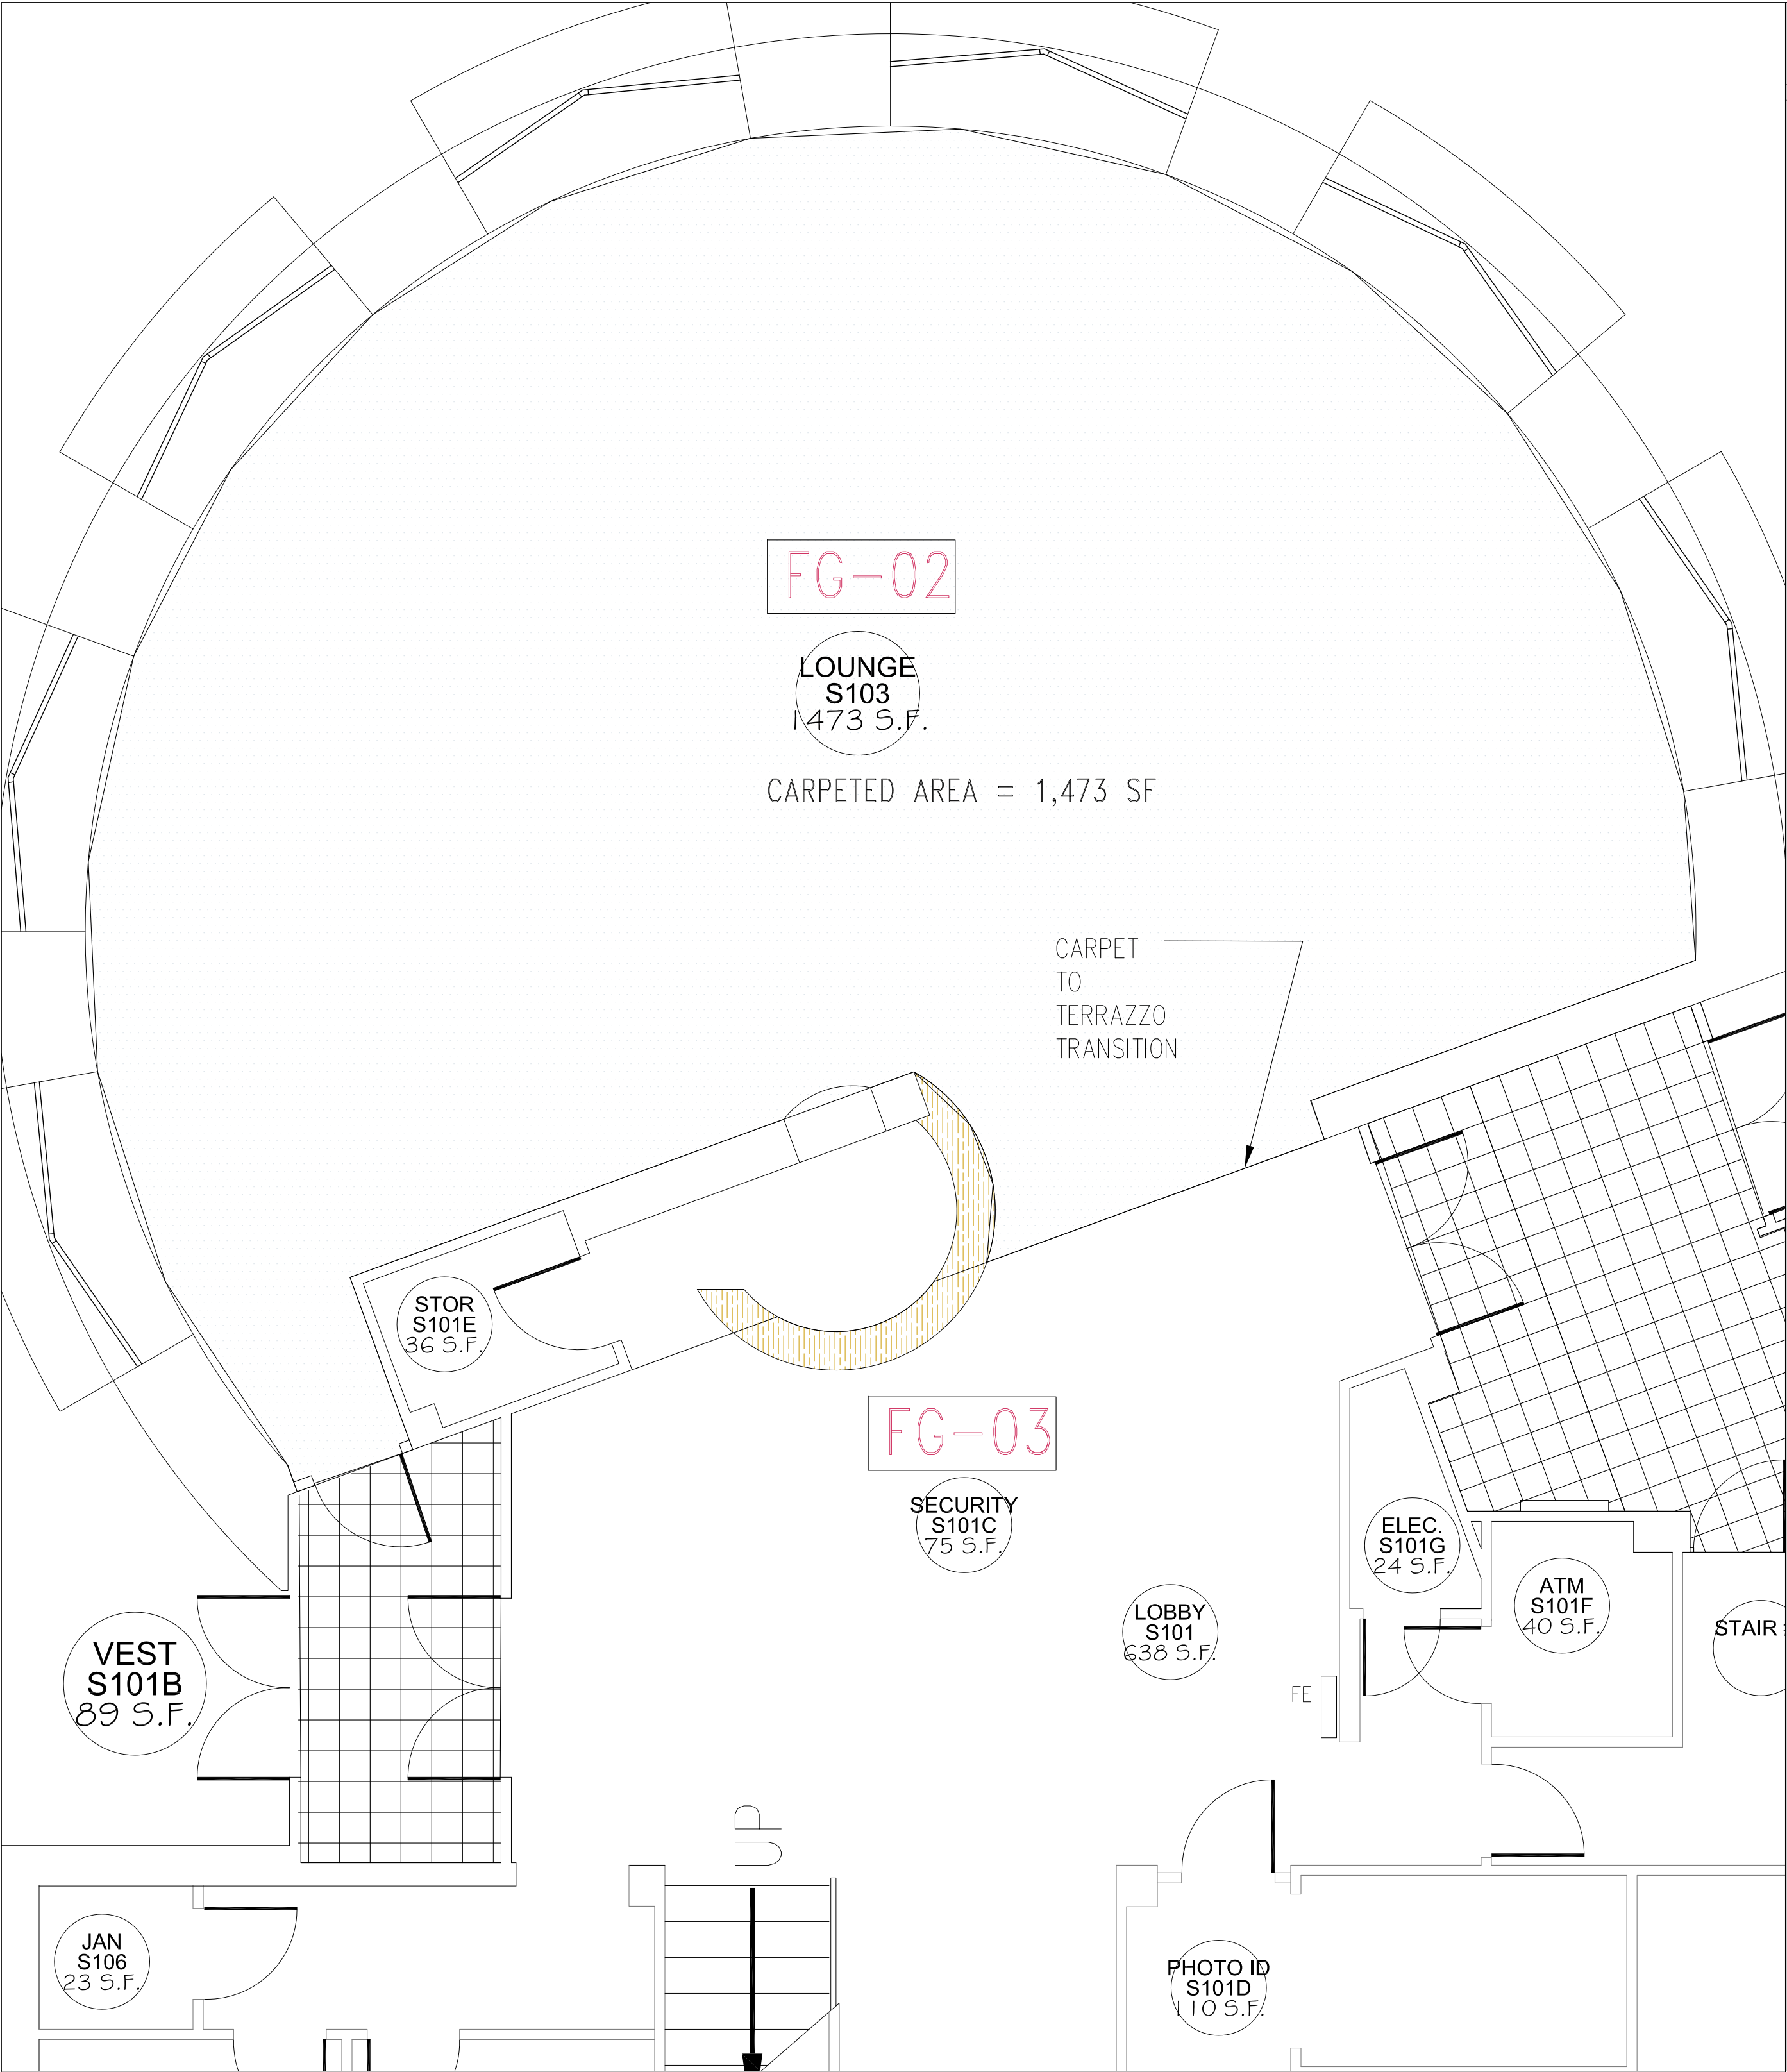 FG-02
LOUNGE
S103
1473 S.F.
CARPETED AREA = 1,473 SF
CARPET
TO
TERRAZZO
TRANSITION
STOR
S101E
36 S.F.
FG-03
SECURITY
S101C
75 S.F.
ELEC.
S101G
24 S.F.
ATM
S101F
40 S.F.
LOBBY
S101
638 S.F.
STAIR
VEST
S101B
89 S.F.
FE
UP
JAN
S106
23 S.F.
PHOTO ID
S101D
110 S.F.